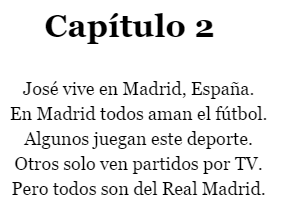 Capítulo 2
José vive en Madrid, España.
En Madrid todos aman el fútbol.
Algunos juegan este deporte.
Otros solo ven partidos por TV.
Pero todos son del Real Madrid.